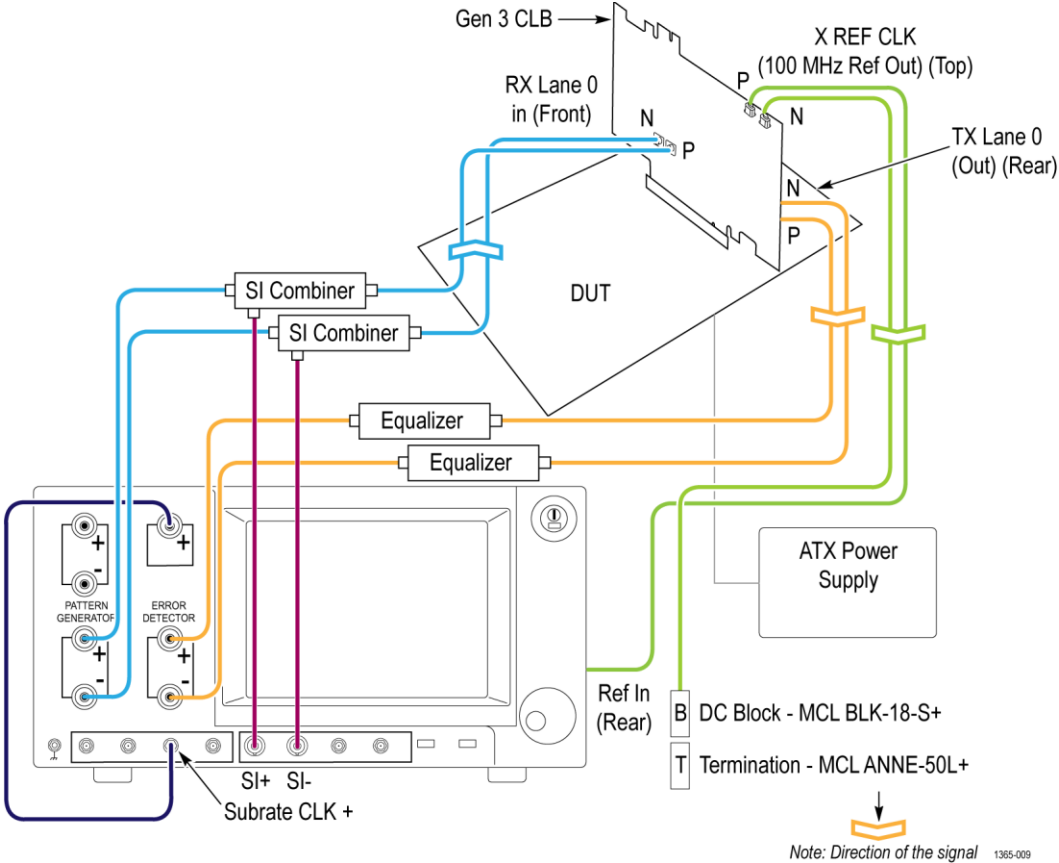 Gen 3 CLB
X REF CLK
(100 MHz Ref Out) (Top)
P
N
RX Lane 0
in (Front)
N
P
TX Lane 0
(Out) (Rear)
N
P
SI Combiner
SI Combiner
DUT
Equalizer
Equalizer
ATX Power
Supply
+
-
+
PATTERN
GENERATOR
ERROR
DETECTOR
+
-
+
-
Ref In
(Rear)
B DC Block - MCL BLK-18-S+
T Termination - MCL ANNE-50L+
SI+ SI-
Subrate CLK +
Note: Direction of the signal
1365-009